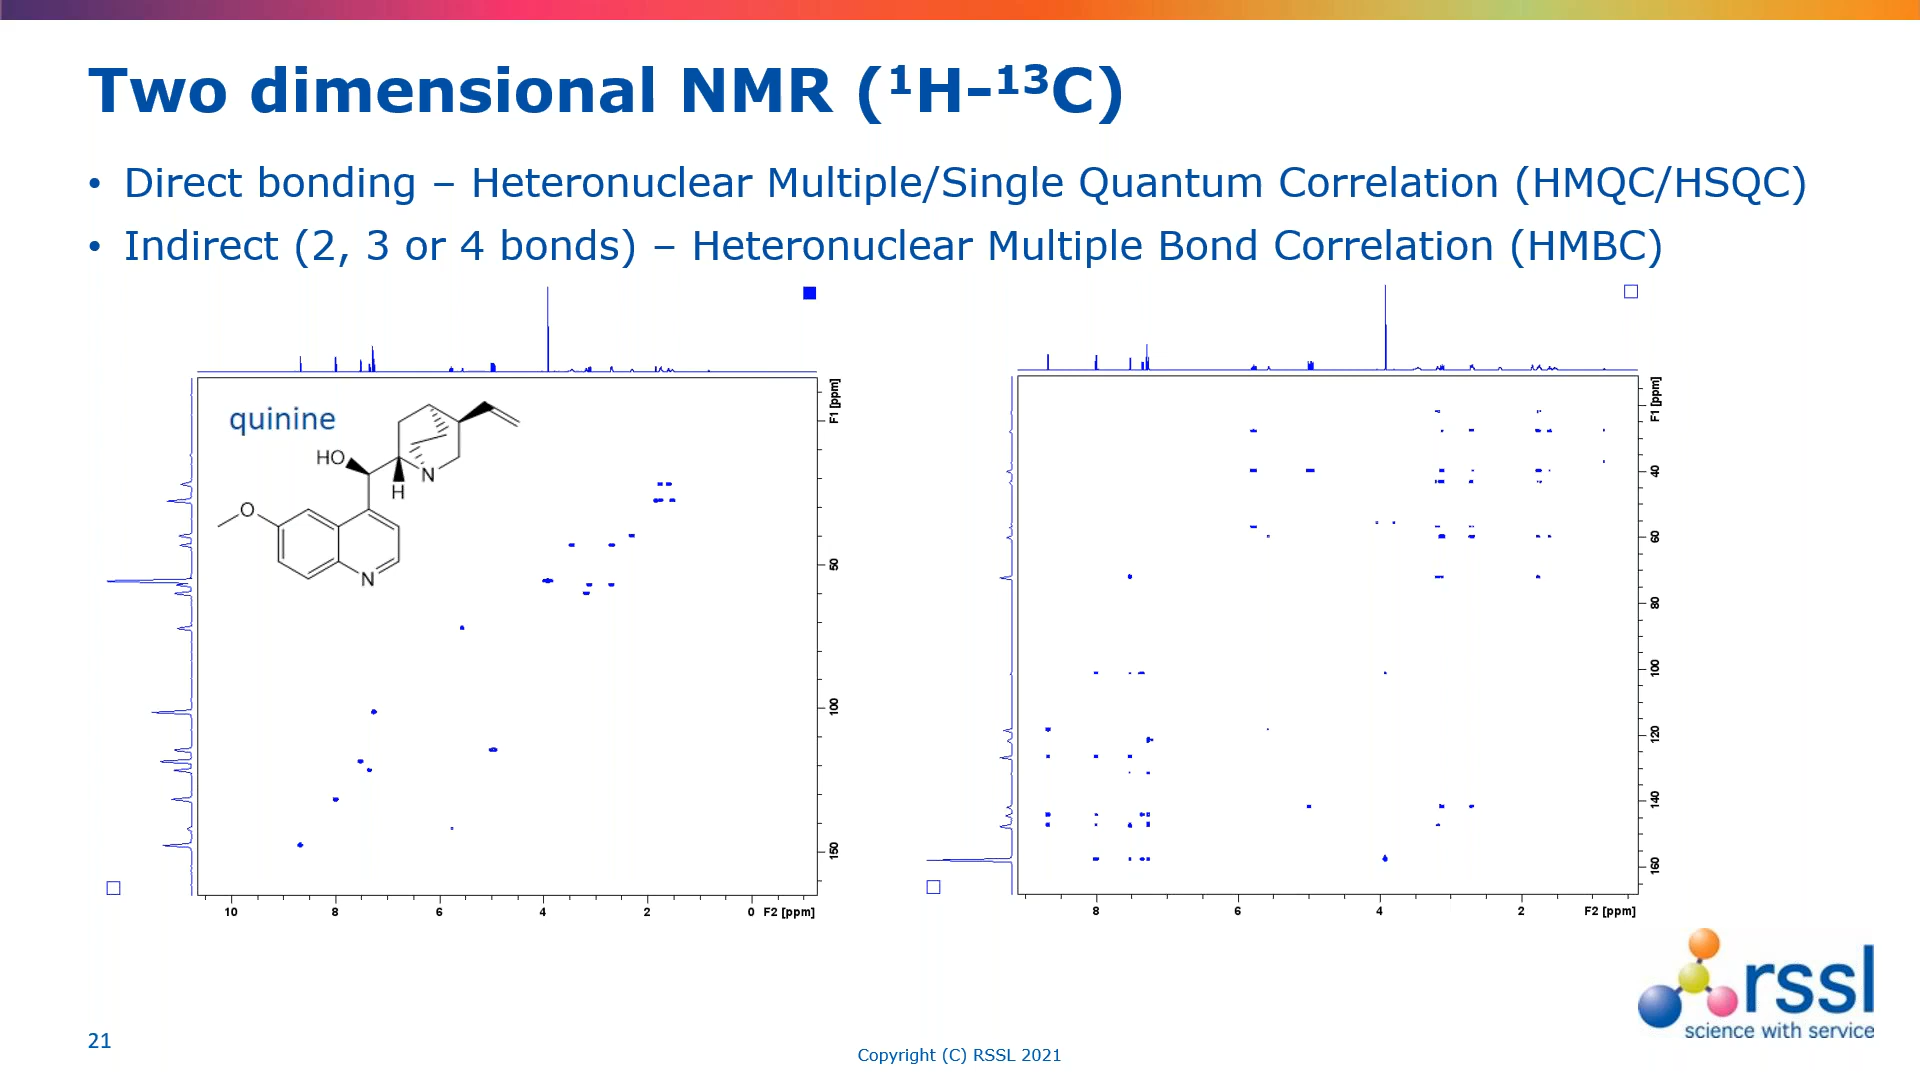 Two dimensional NMR (¹H-¹³C)
• Direct bonding – Heteronuclear Multiple/Single Quantum Correlation (HMQC/HSQC)
• Indirect (2, 3 or 4 bonds) – Heteronuclear Multiple Bond Correlation (HMBC)
quinine
HO
H
N
O
N
F1 [ppm]
50
100
150
10 8 6 4 2 0 F2 [ppm]
F1 [ppm]
40
60
80
100
120
140
160
8 6 4 2 F2 [ppm]
rssl
science with service
21
Copyright (C) RSSL 2021